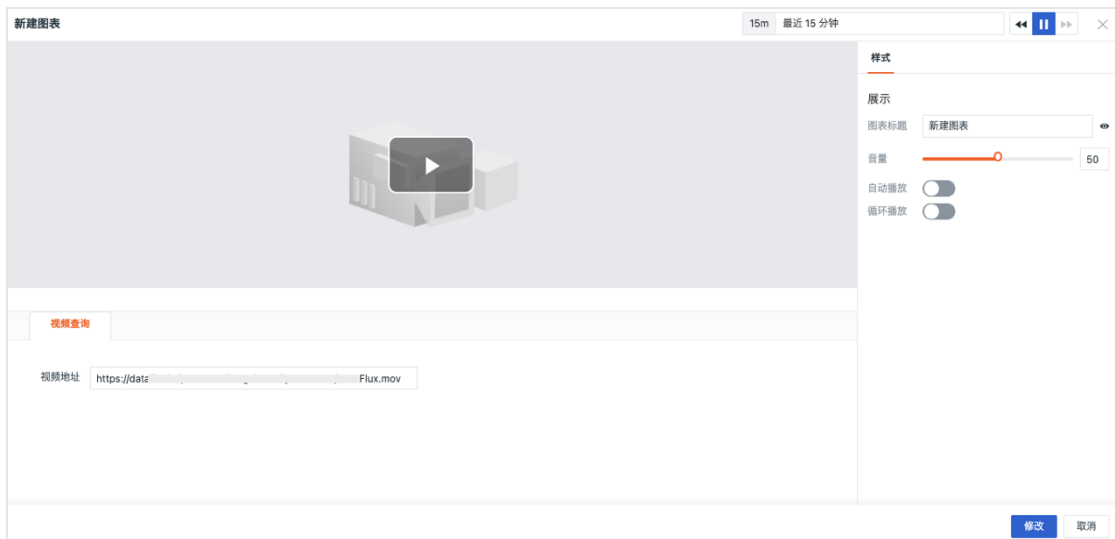 新建图表
15m 最近 15 分钟
样式
展示
图表标题 新建图表
音量 50
自动播放
循环播放
视频查询
视频地址 https://data Flux.mov
修改 取消